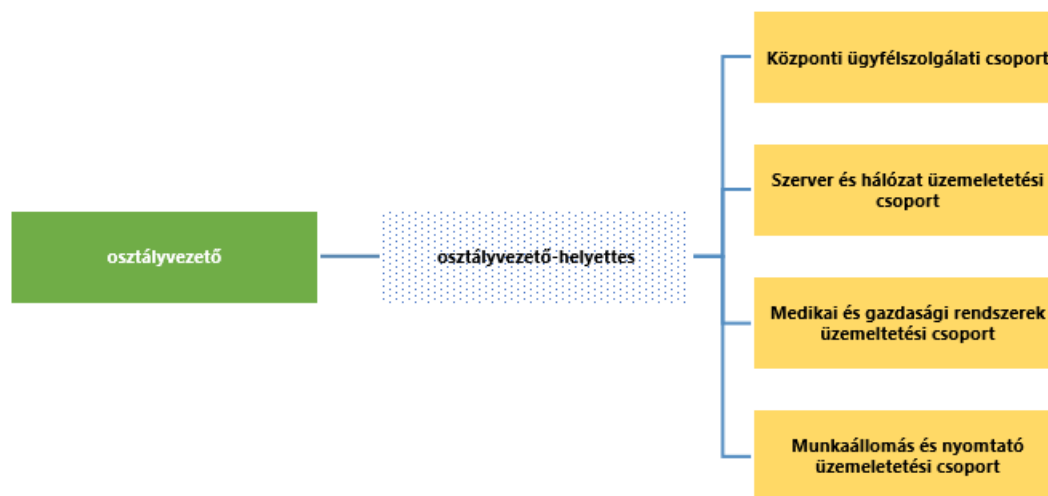 Központi ügyfélszolgálati csoport
Szerver és hálózat üzemeletetési
csoport
osztályvezető
osztályvezető-helyettes
Medikai és gazdasági rendszerek
üzemeltetési csoport
Munkaállomás és nyomtató
üzemeletetési csoport